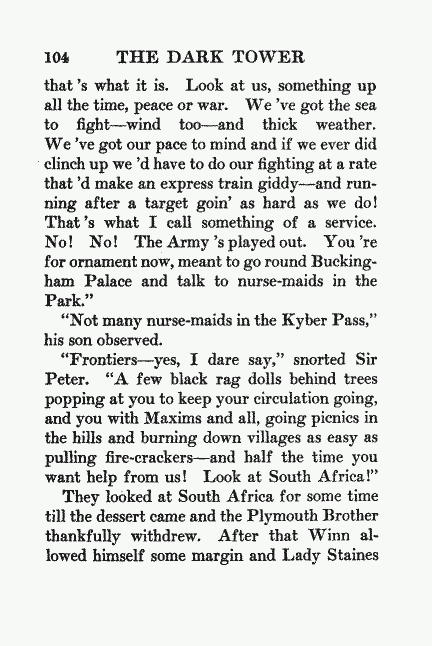 104 THE DARK TOWER
that 's what it is. Look at us, something up
all the time, peace or war. We 've got the sea
to fight—wind too—and thick weather.
We 've got our pace to mind and if we ever did
clinch up we 'd have to do our fighting at a rate
that 'd make an express train giddy—and run-
ning after a target goin' as hard as we do!
That 's what I call something of a service.
No! No! The Army 's played out. You 're
for ornament now, meant to go round Bucking-
ham Palace and talk to nurse-maids in the
Park."
"Not many nurse-maids in the Kyber Pass,"
his son observed.
"Frontiers—yes, I dare say," snorted Sir
Peter. "A few black rag dolls behind trees
popping at you to keep your circulation going,
and you with Maxims and all, going picnics in
the hills and burning down villages as easy as
pulling fire-crackers—and half the time you
want help from us! Look at South Africa!"
They looked at South Africa for some time
till the dessert came and the Plymouth Brother
thankfully withdrew. After that Winn al-
lowed himself some margin and Lady Staines